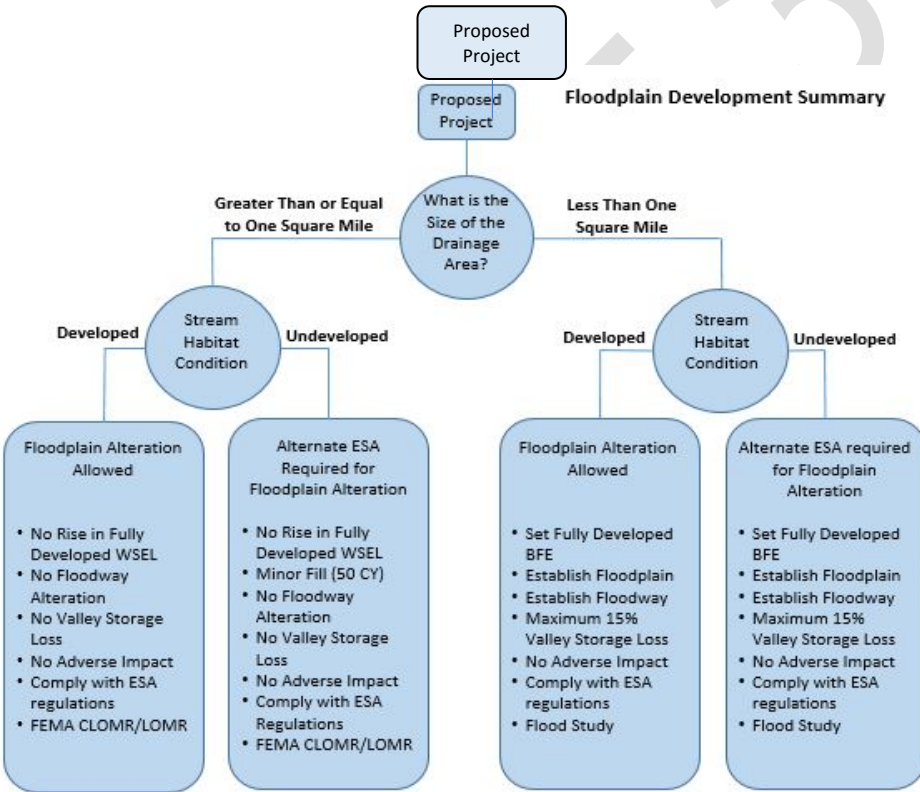 Proposed
Project
Floodplain Development Summary
Proposed
Project
What is the
Size of the
Drainage
Area?
Greater Than or Equal
to One Square Mile
Less Than One
Square Mile
Developed
Stream
Habitat
Condition
Undeveloped
Developed
Stream
Habitat
Condition
Undeveloped
Floodplain Alteration
Allowed
• No Rise in Fully
Developed WSEL
• No Floodway
Alteration
• No Valley Storage
Loss
• No Adverse Impact
• Comply with ESA
regulations
• FEMA CLOMR/LOMR
Alternate ESA
Required for
Floodplain Alteration
• No Rise in Fully
Developed WSEL
• Minor Fill (50 CY)
• No Floodway
Alteration
• No Valley Storage
Loss
• No Adverse Impact
• Comply with ESA
Regulations
• FEMA CLOMR/LOMR
Floodplain Alteration
Allowed
• Set Fully Developed
BFE
• Establish Floodplain
• Establish Floodway
• Maximum 15%
Valley Storage Loss
• No Adverse Impact
• Comply with ESA
regulations
• Flood Study
Alternate ESA required
for Floodplain
Alteration
• Set Fully Developed
BFE
• Establish Floodplain
• Establish Floodway
• Maximum 15%
Valley Storage Loss
• No Adverse Impact
• Comply with ESA
regulations
• Flood Study